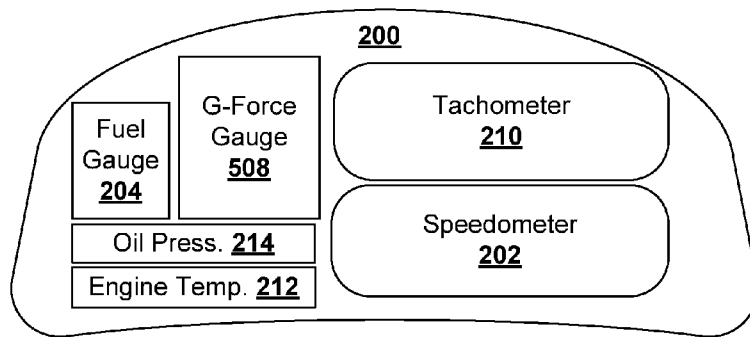 200
Fuel
Gauge
204
G-Force
Gauge
508
Tachometer
210
Oil Press. 214
Engine Temp. 212
Speedometer
202